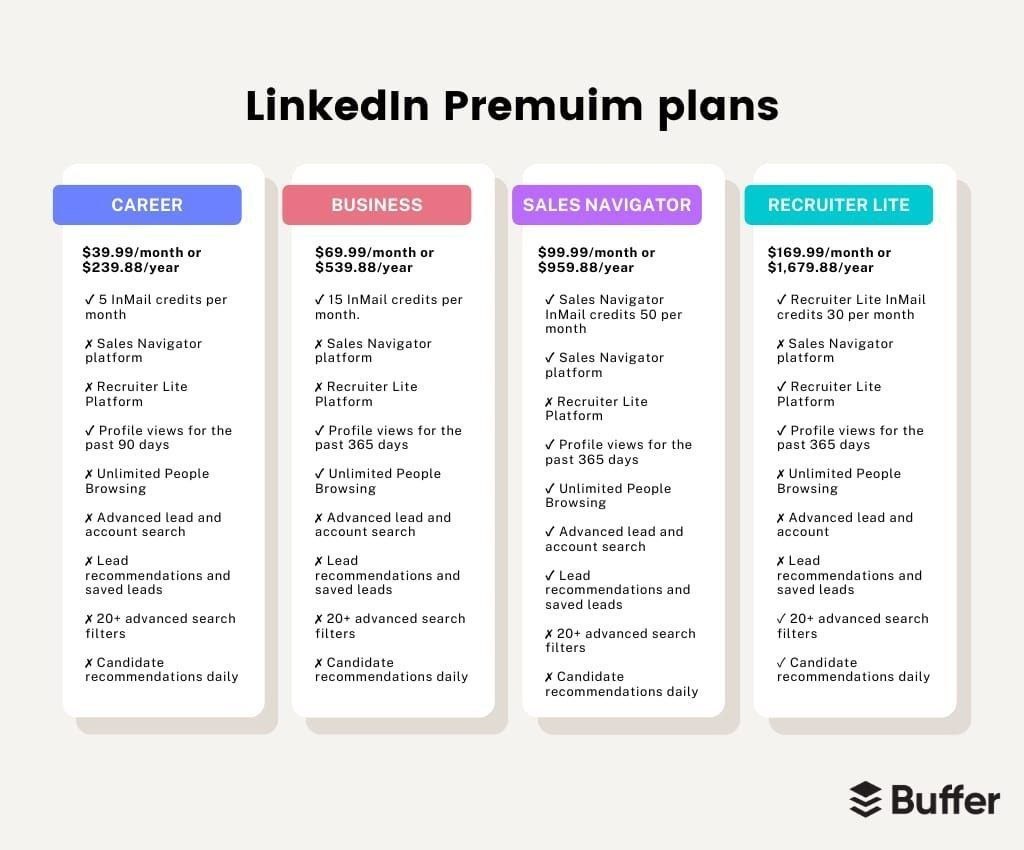 LinkedIn Premuim plans
CAREER
$39.99/month or
$239.88/year
✓ 5 InMail credits per
month
✗ Sales Navigator
platform
✗ Recruiter Lite
Platform
✓ Profile views for the
past 90 days
✗ Unlimited People
Browsing
✗ Advanced lead and
account search
✗ Lead
recommendations and
saved leads
✗ 20+ advanced search
filters
✗ Candidate
recommendations daily
BUSINESS
$69.99/month or
$539.88/year
✓ 15 InMail credits per
month.
✗ Sales Navigator
platform
✗ Recruiter Lite
Platform
✓ Profile views for the
past 365 days
✓ Unlimited People
Browsing
✗ Advanced lead and
account search
✗ Lead
recommendations and
saved leads
✗ 20+ advanced search
filters
✗ Candidate
recommendations daily
SALES NAVIGATOR
$99.99/month or
$959.88/year
✓ Sales Navigator
InMail credits 50 per
month
✓ Sales Navigator
platform
✗ Recruiter Lite
Platform
✓ Profile views for the
past 365 days
✓ Unlimited People
Browsing
✓ Advanced lead and
account search
✓ Lead
recommendations and
saved leads
✗ 20+ advanced search
filters
✗ Candidate
recommendations daily
RECRUITER LITE
$169.99/month or
$1,679.88/year
✓ Recruiter Lite InMail
credits 30 per month
✗ Sales Navigator
platform
✓ Recruiter Lite
Platform
✓ Profile views for the
past 365 days
✗ Unlimited People
Browsing
✗ Advanced lead and
account
✗ Lead
recommendations and
saved leads
✓ 20+ advanced search
filters
✓ Candidate
recommendations daily
Buffer